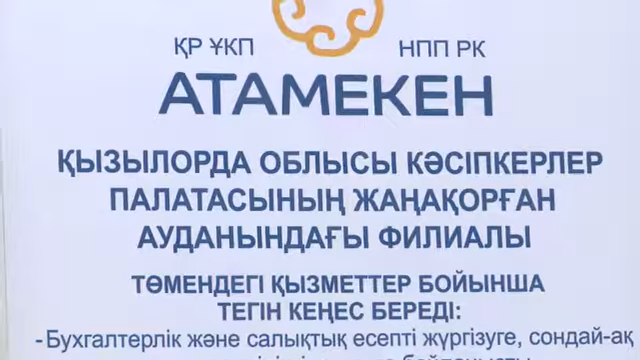 ҚР ҰКП НПП РК
АТАМЕКЕН
ҚЫЗЫЛОРДА ОБЛЫСЫ КӘСІПКЕРЛЕР
ПАЛАТАСЫНЫҢ ЖАҢАҚОРҒАН
АУДАНЫНДАҒЫ ФИЛИАЛЫ
ТӨМЕНДЕГІ ҚЫЗМЕТТЕР БОЙЫНША
ТЕГІН КЕҢЕС БЕРЕДІ:
-Бухгалтерлік және салықтық есепті жүргізуге, сондай-ақ